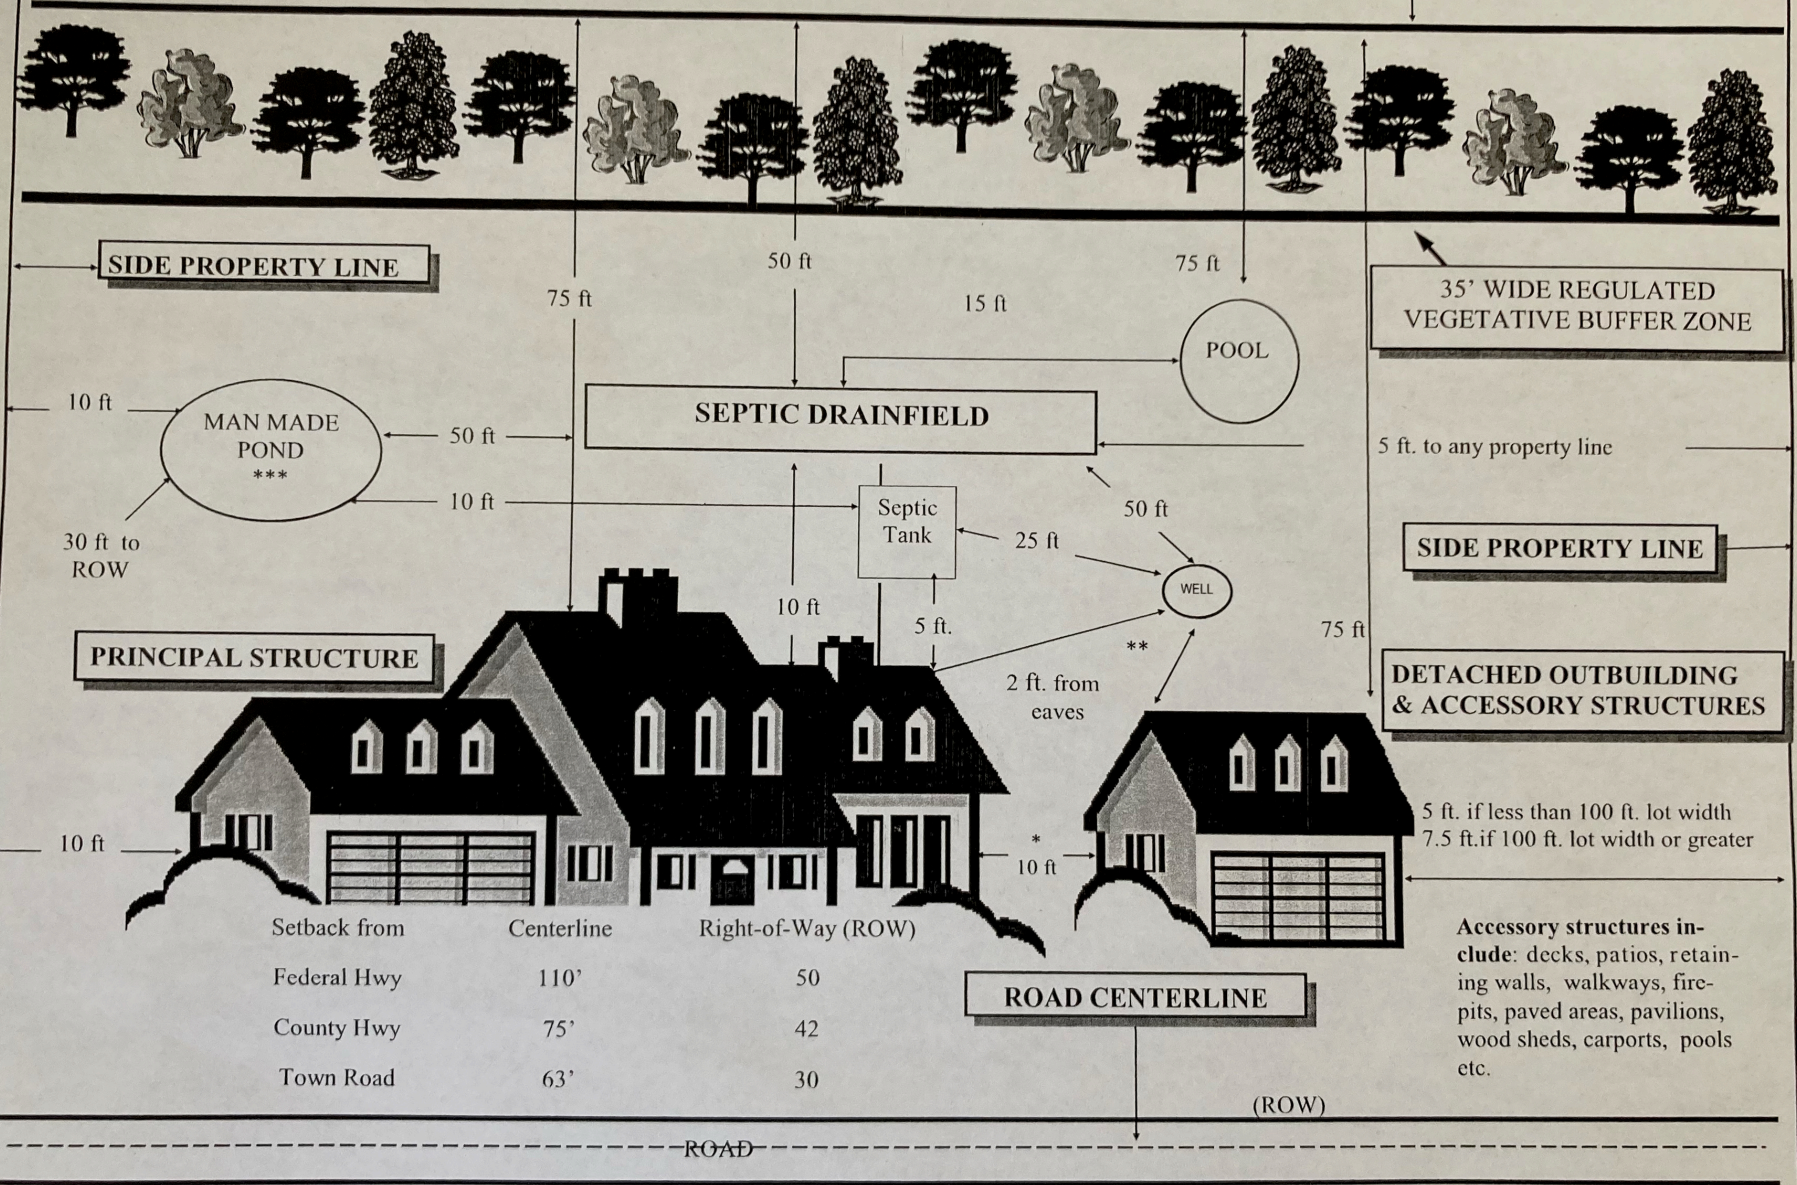 SIDE PROPERTY LINE
50 ft
75 ft
75 ft
15 ft
35’ WIDE REGULATED
VEGETATIVE BUFFER ZONE
POOL
10 ft
MAN MADE
POND
***
50 ft
SEPTIC DRAINFIELD
5 ft. to any property line
10 ft
Septic
Tank
50 ft
25 ft
30 ft to
ROW
SIDE PROPERTY LINE
WELL
10 ft
5 ft.
**
75 ft
PRINCIPAL STRUCTURE
2 ft. from
eaves
DETACHED OUTBUILDING
& ACCESSORY STRUCTURES
5 ft. if less than 100 ft. lot width
7.5 ft.if 100 ft. lot width or greater
10 ft
*
10 ft
Setback from Centerline Right-of-Way (ROW)
Federal Hwy 110’ 50
County Hwy 75’ 42
Town Road 63’ 30
ROAD CENTERLINE
Accessory structures in-
clude: decks, patios, retain-
ing walls, walkways, fire-
pits, paved areas, pavilions,
wood sheds, carports, pools
etc.
(ROW)
ROAD